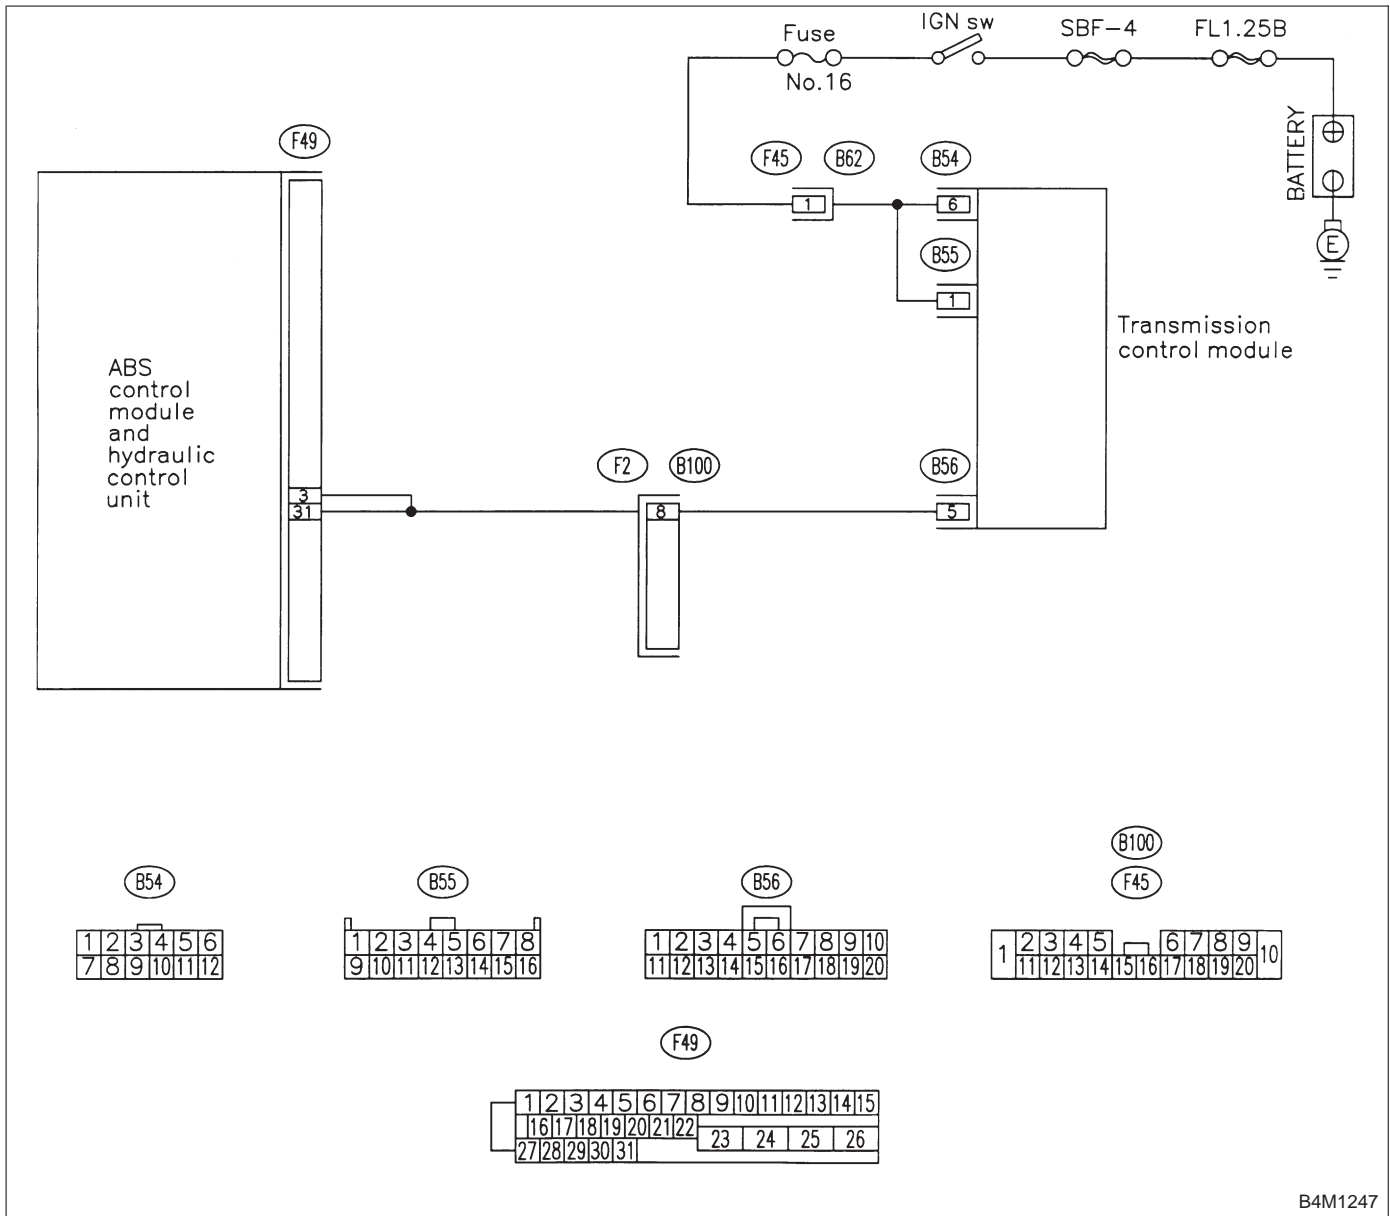 Fuse
No.16
IGN sw
SBF-4
FL1.25B
BATTERY
E
F49
F45
B62
B54
1
6
B55
1
Transmission
control module
ABS
control
module
and
hydraulic
control
unit
F2
B100
B56
3
31
8
5
B54
1 2 3 4 5 6
7 8 9 10 11 12
B55
1 2 3 4 5 6 7 8
9 10 11 12 13 14 15 16
B56
1 2 3 4 5 6 7 8 9 10
11 12 13 14 15 16 17 18 19 20
B100
F45
1 2 3 4 5 6 7 8 9 10
11 12 13 14 15 16 17 18 19 20
F49
1 2 3 4 5 6 7 8 9 10 11 12 13 14 15
16 17 18 19 20 21 22
23 24 25 26
27 28 29 30 31
B4M1247